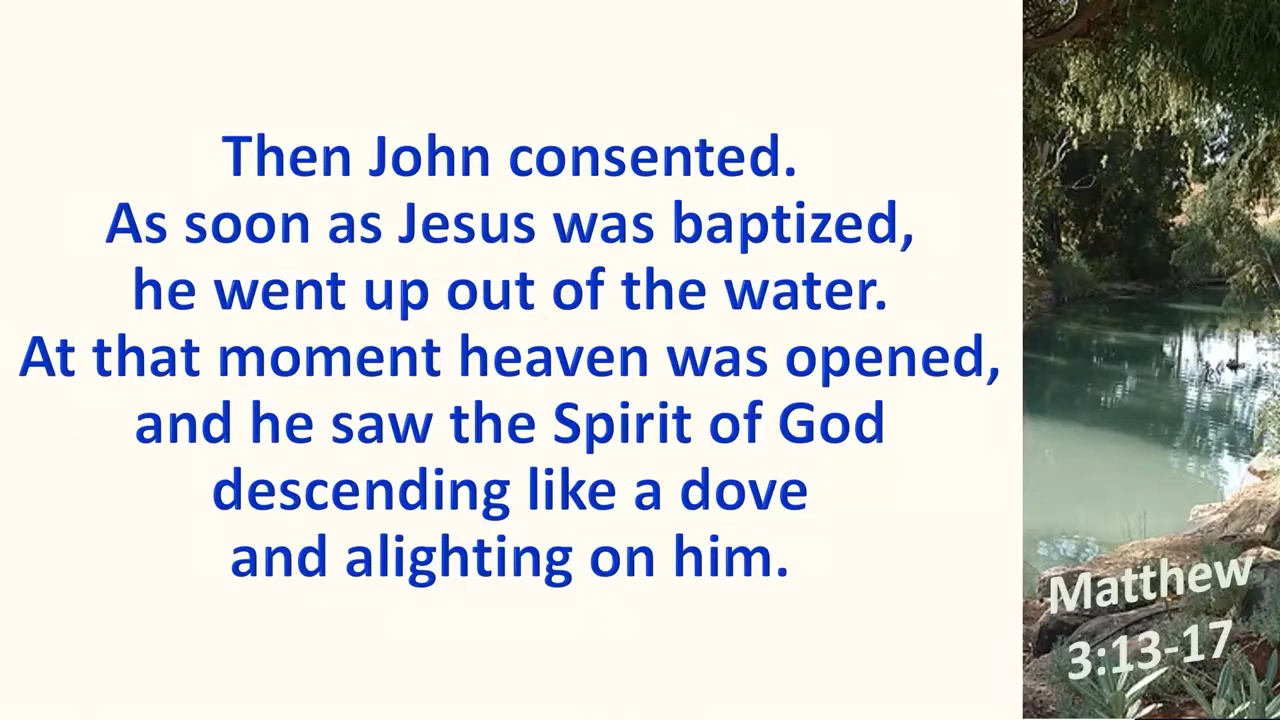 Then John consented.
As soon as Jesus was baptized,
he went up out of the water.
At that moment heaven was opened,
and he saw the Spirit of God
descending like a dove
and alighting on him.
Matthew
3:13-17